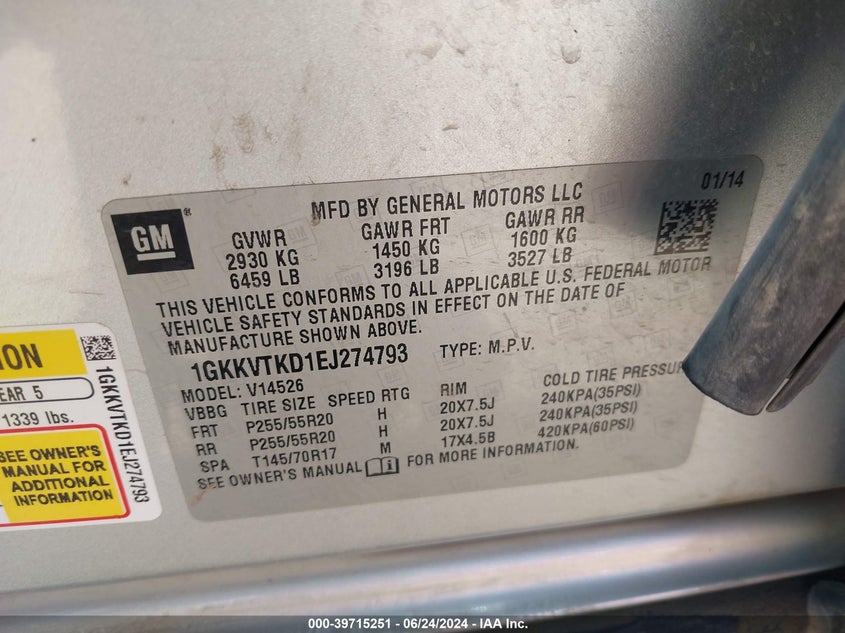 01/14
MFD BY GENERAL MOTORS LLC
GM®
GVWR GAWR FRT GAWR RR
2930 KG 1450 KG 1600 KG
6459 LB 3196 LB 3527 LB
THIS VEHICLE CONFORMS TO ALL APPLICABLE U.S. FEDERAL MOTOR
VEHICLE SAFETY STANDARDS IN EFFECT ON THE DATE OF
MANUFACTURE SHOWN ABOVE.
1GKKVTKD1EJ274793 TYPE: M.P.V.
MODEL: V14526
VBBG TIRE SIZE SPEED RTG RIM COLD TIRE PRESSUR
FRT P255/55R20 H 20X7.5J 240KPA(35PSI)
RR P255/55R20 H 20X7.5J 240KPA(35PSI)
SPA T145/70R17 M 17X4.5B 420KPA(60PSI)
SEE OWNER'S MANUAL FOR MORE INFORMATION.
ION
EAR 5
1339 lbs.
SEE OWNER'S
MANUAL FOR
ADDITIONAL
INFORMATION
1GKKVTKD1EJ274793
000-39715251 | 06/24/2024 | IAA Inc.